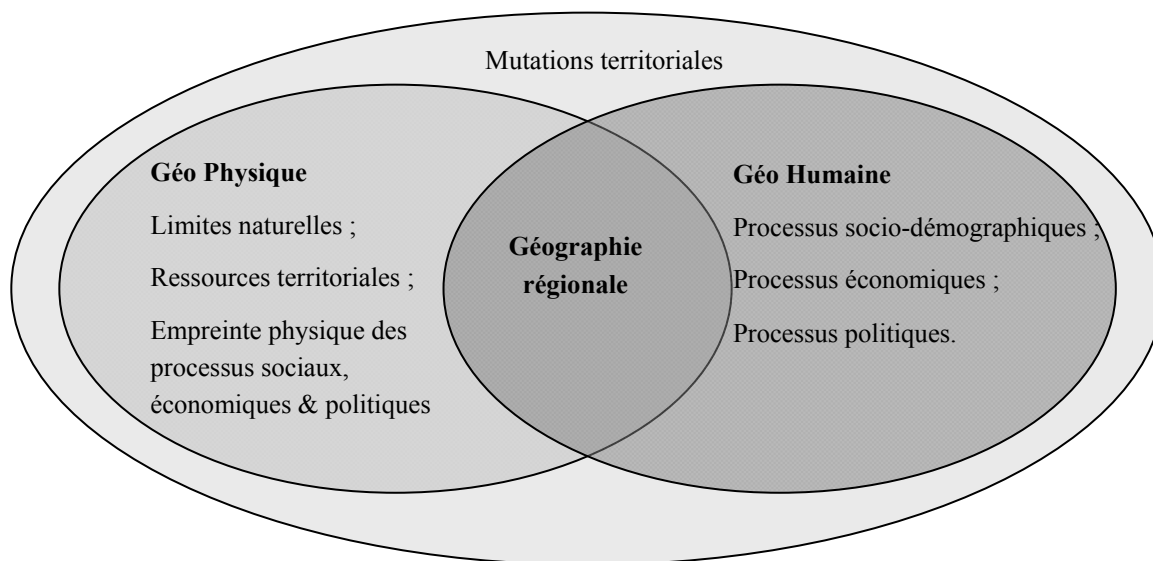 Mutations territoriales
Géo Physique
Limites naturelles ;
Ressources territoriales ;
Empreinte physique des
processus sociaux,
économiques & politiques
Géographie
régionale
Géo Humaine
Processus socio-démographiques ;
Processus économiques ;
Processus politiques.